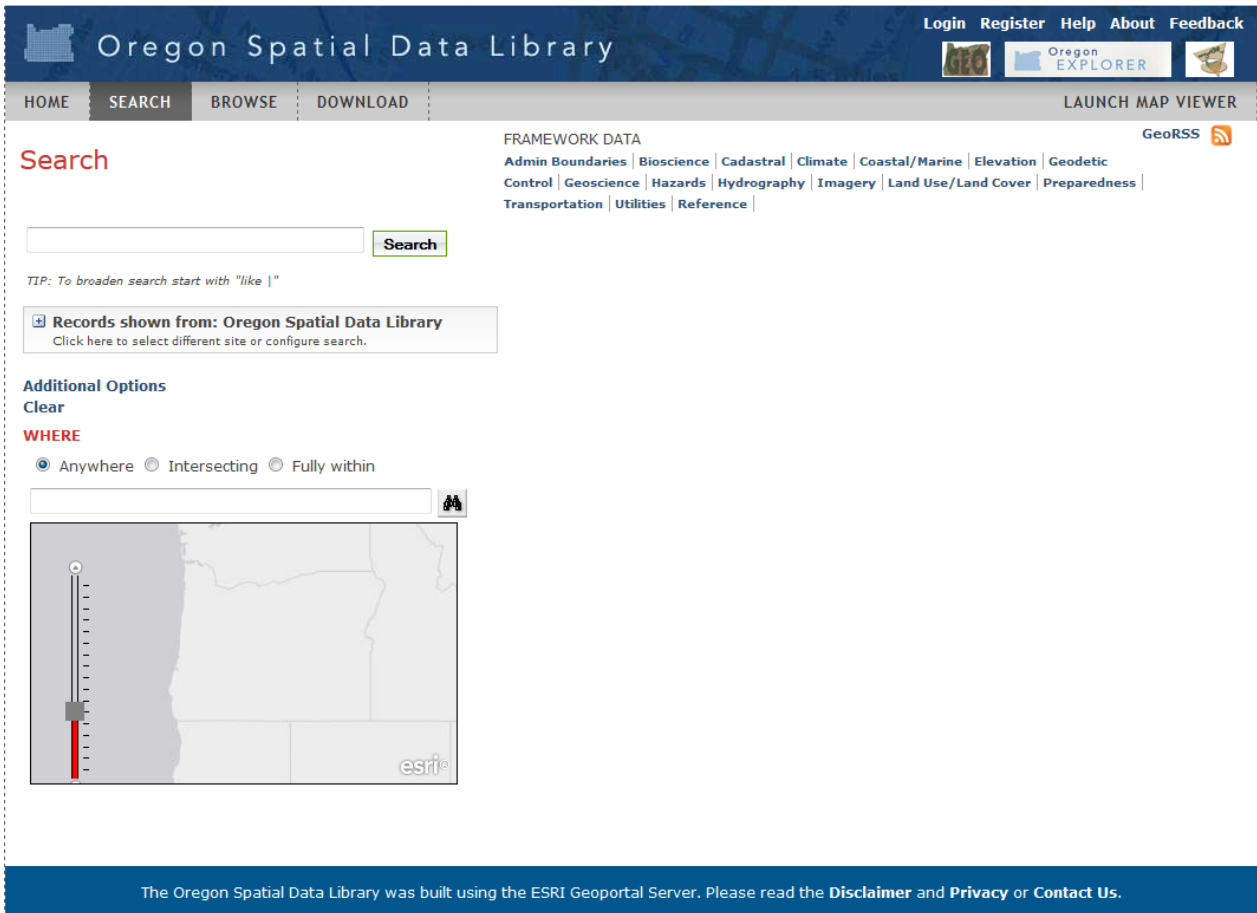 Login Register Help About Feedback
Oregon Spatial Data Library
GEO
Oregon
EXPLORER
HOME SEARCH BROWSE DOWNLOAD LAUNCH MAP VIEWER
GeoRSS
Search
FRAMEWORK DATA
Admin Boundaries | Bioscience | Cadastral | Climate | Coastal/Marine | Elevation | Geodetic
Control | Geoscience | Hazards | Hydrography | Imagery | Land Use/Land Cover | Preparedness |
Transportation | Utilities | Reference |
Search
TIP: To broaden search start with "like |"
Records shown from: Oregon Spatial Data Library
Click here to select different site or configure search.
Additional Options
Clear
WHERE
Anywhere Intersecting Fully within
esri
The Oregon Spatial Data Library was built using the ESRI Geoportal Server. Please read the Disclaimer and Privacy or Contact Us.